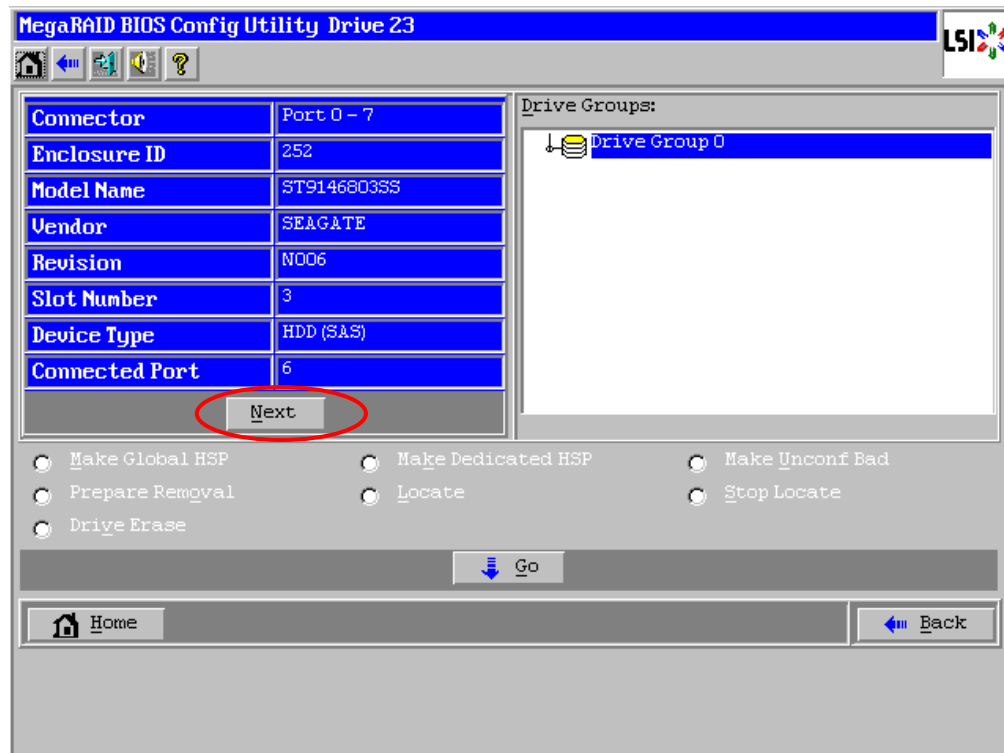 MegaRAID BIOS Config Utility Drive 23
LSI
Connector Port 0 - 7
Enclosure ID 252
Model Name ST9146803SS
Vendor SEAGATE
Revision N006
Slot Number 3
Device Type HDD (SAS)
Connected Port 6
Next
Drive Groups:
Drive Group 0
Make Global HSP Make Dedicated HSP Make Unconf Bad
Prepare Removal Locate Stop Locate
Drive Erase
Go
Home Back